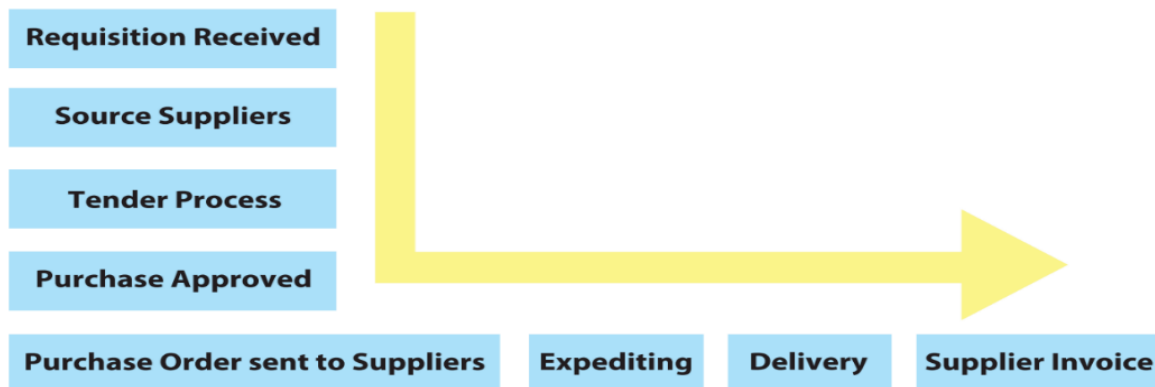 Requisition Received
Source Suppliers
Tender Process
Purchase Approved
Purchase Order sent to Suppliers
Expediting
Delivery
Supplier Invoice